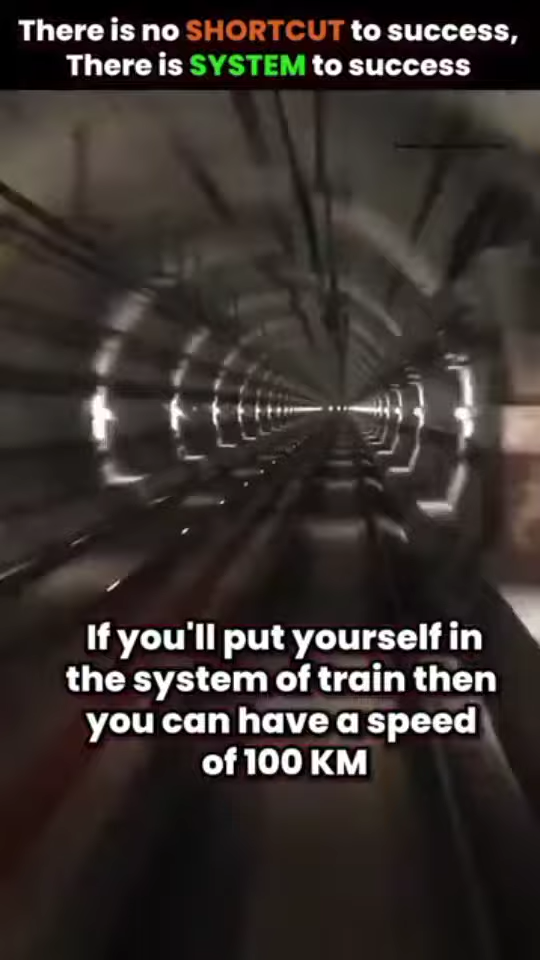 There is no SHORTCUT to success,
There is SYSTEM to success
If you'll put yourself in
the system of train then
you can have a speed
of 100 KM